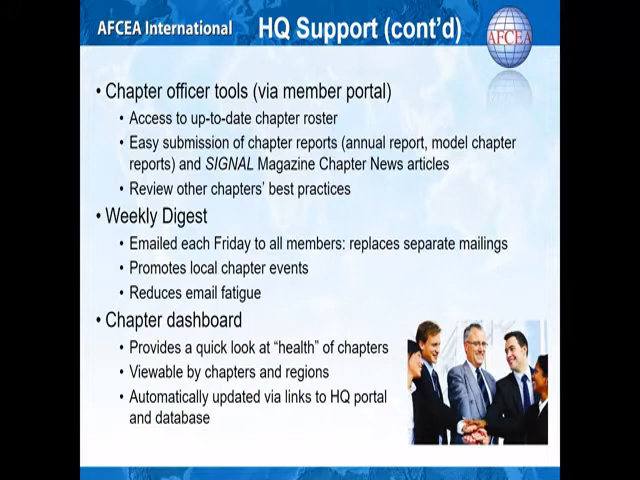 AFCEA International
HQ Support (cont'd)
AFCEA
• Chapter officer tools (via member portal)
• Access to up-to-date chapter roster
• Easy submission of chapter reports (annual report, model chapter
reports) and SIGNAL Magazine Chapter News articles
• Review other chapters' best practices
• Weekly Digest
• Emailed each Friday to all members: replaces separate mailings
• Promotes local chapter events
• Reduces email fatigue
• Chapter dashboard
• Provides a quick look at “health” of chapters
• Viewable by chapters and regions
• Automatically updated via links to HQ portal
and database